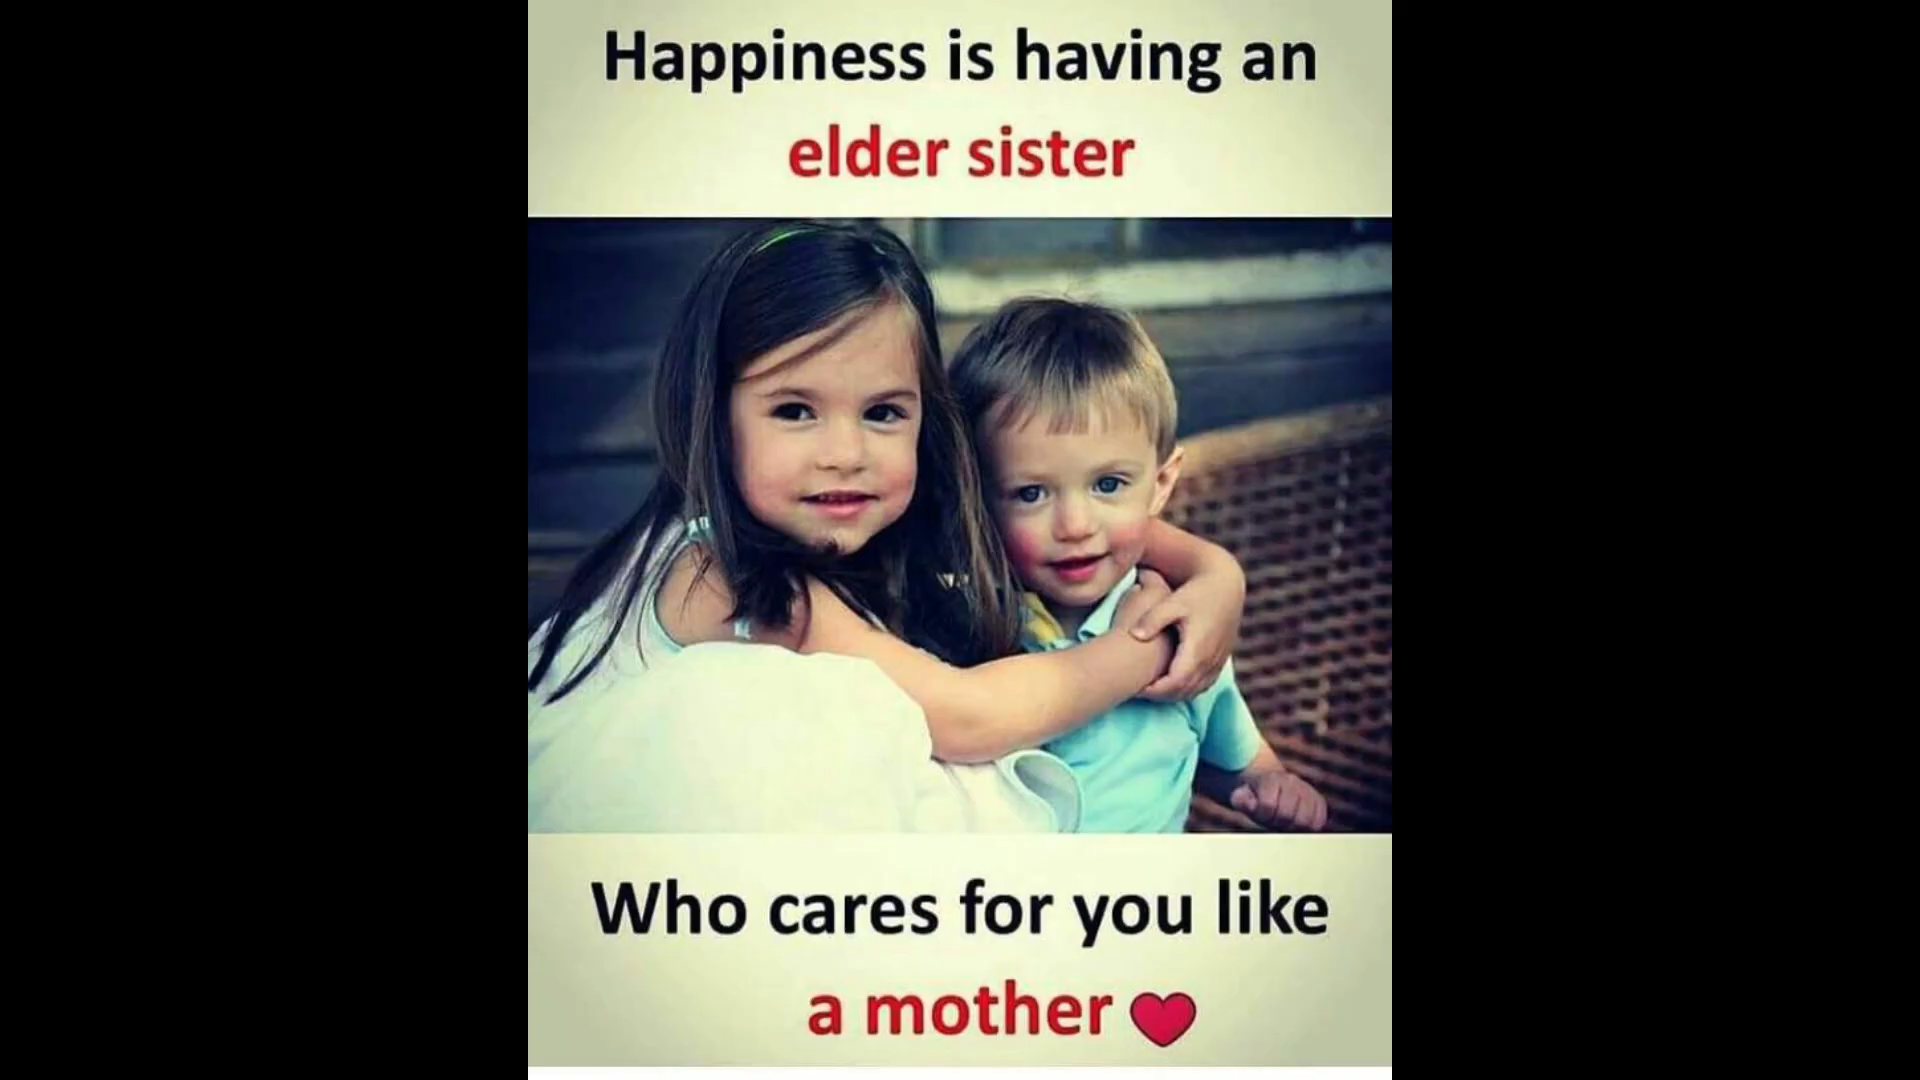 Happiness is having an
elder sister
Who cares for you like
a mother ❤